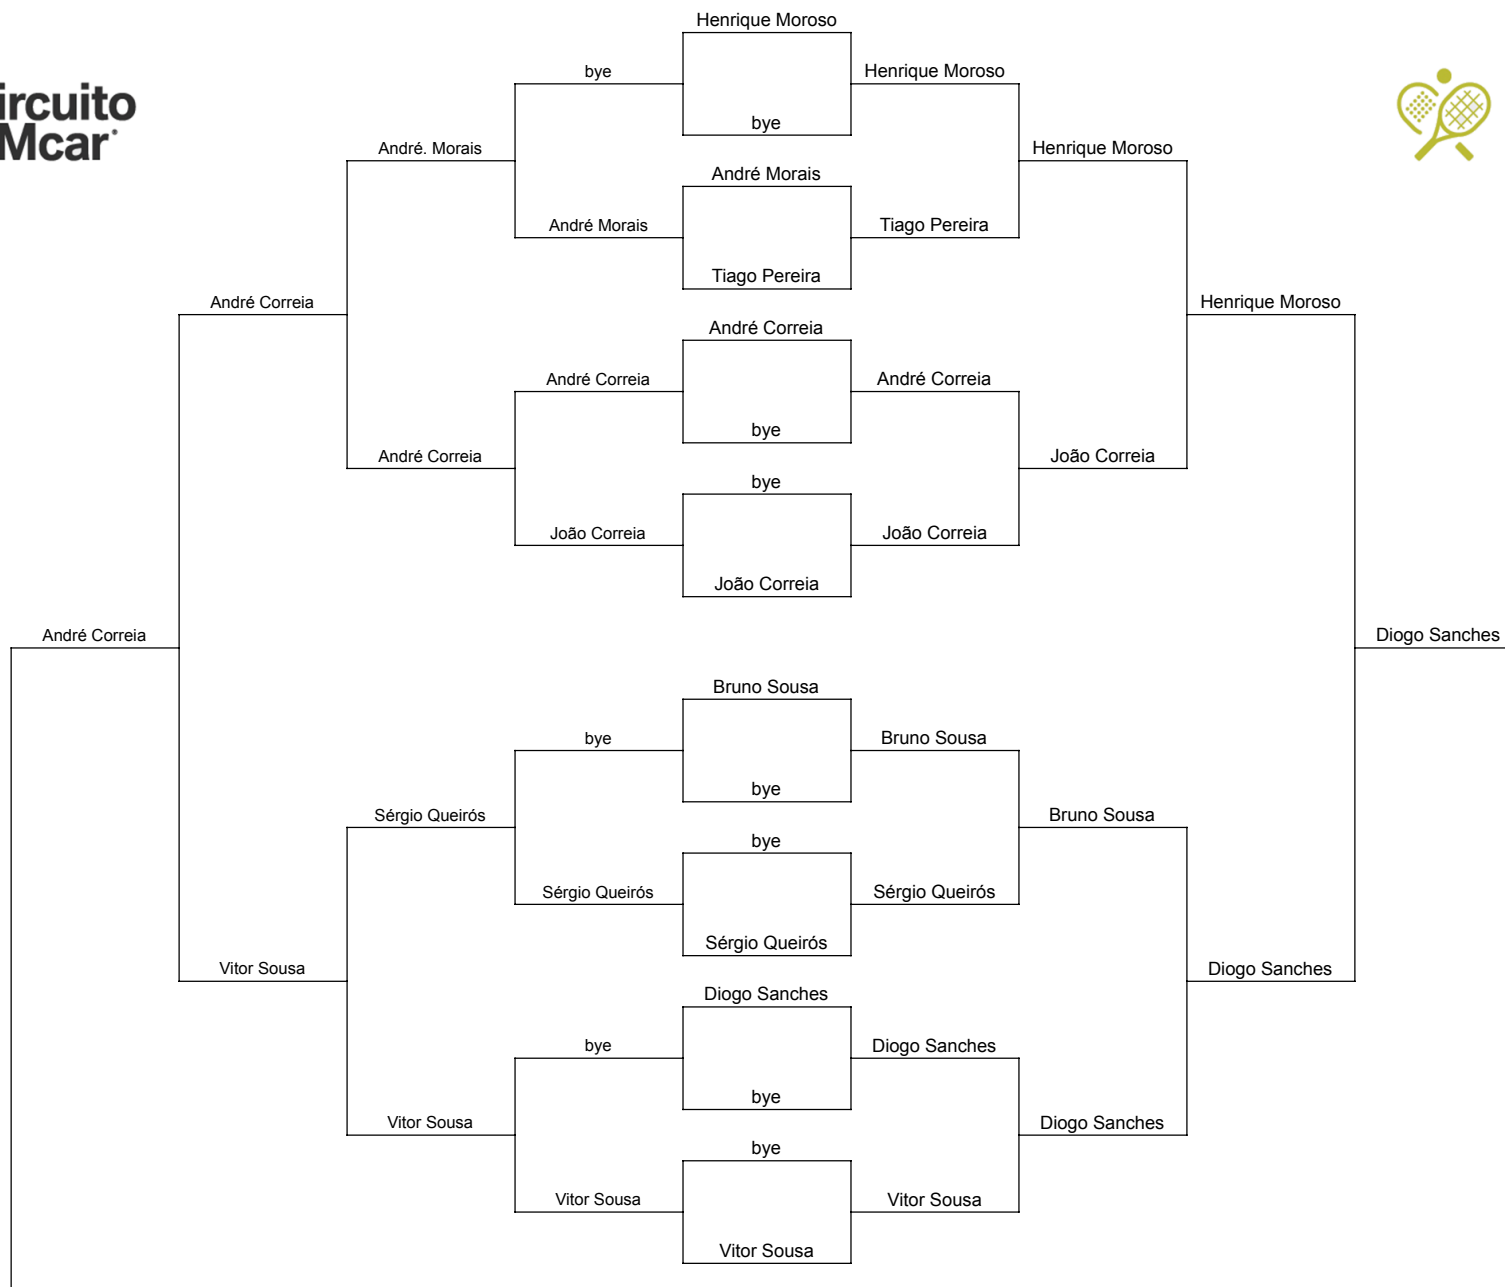 Henrique Moroso
bye
Henrique Moroso
ircuito
Mcar®
bye
André. Morais
Henrique Moroso
André Morais
André Morais
Tiago Pereira
Tiago Pereira
André Correia
Henrique Moroso
André Correia
André Correia
André Correia
bye
André Correia
João Correia
bye
João Correia
João Correia
João Correia
André Correia
Diogo Sanches
Bruno Sousa
bye
Bruno Sousa
bye
Sérgio Queirós
Bruno Sousa
bye
Sérgio Queirós
Sérgio Queirós
Sérgio Queirós
Vitor Sousa
Diogo Sanches
Diogo Sanches
bye
Diogo Sanches
bye
Vitor Sousa
Diogo Sanches
bye
Vitor Sousa
Vitor Sousa
Vitor Sousa